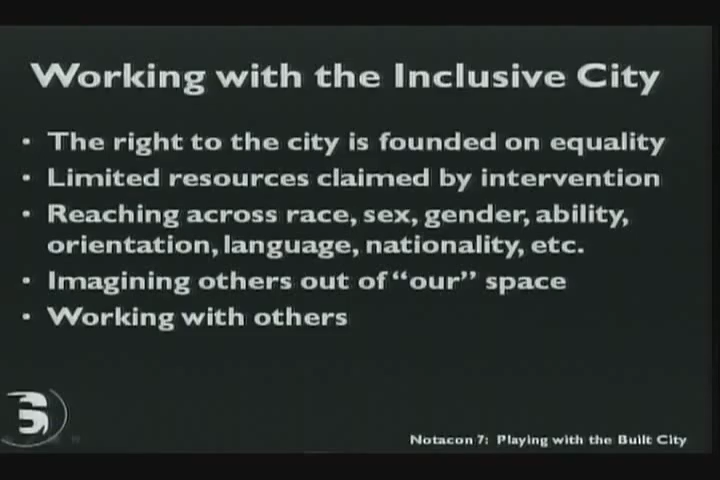 Working with the Inclusive City
• The right to the city is founded on equality
• Limited resources claimed by intervention
• Reaching across race, sex, gender, ability,
orientation, language, nationality, etc.
• Imagining others out of “our” space
• Working with others
Notacon 7: Playing with the Built City